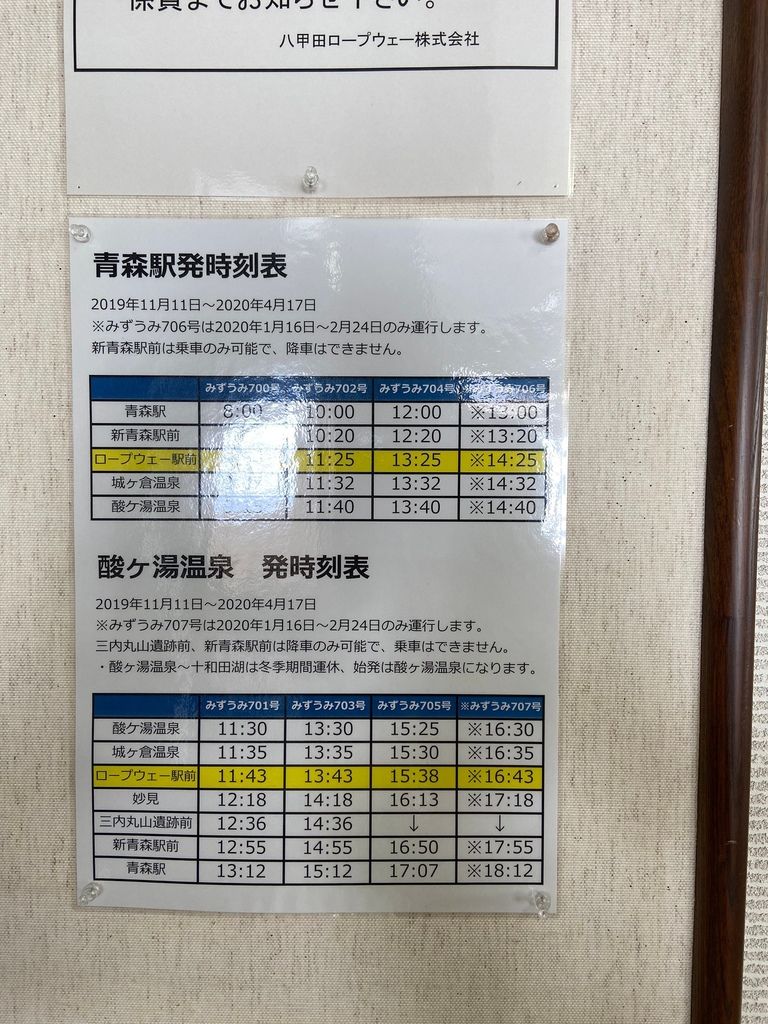 係員までお知らせ下さい。
八甲田ロープウェー株式会社
青森駅発時刻表
2019年11月11日～2020年4月17日
※みずうみ706号は2020年1月16日～2月24日のみ運行します。
新青森駅前は乗車のみ可能で、降車はできません。
みずうみ700号 みずうみ702号 みずうみ704号 ※みずうみ706号
青森駅 8:00 10:00 12:00 ※13:00
新青森駅前 10:20 12:20 ※13:20
ロープウェー駅前 11:25 13:25 ※14:25
城ヶ倉温泉 11:32 13:32 ※14:32
酸ケ湯温泉 11:40 13:40 ※14:40
酸ヶ湯温泉　発時刻表
2019年11月11日～2020年4月17日
※みずうみ707号は2020年1月16日～2月24日のみ運行します。
三内丸山遺跡前、新青森駅前は降車のみ可能で、乗車はできません。
・酸ヶ湯温泉～十和田湖は冬季期間運休、始発は酸ヶ湯温泉になります。
みずうみ701号 みずうみ703号 みずうみ705号 ※みずうみ707号
酸ケ湯温泉 11:30 13:30 15:25 ※16:30
城ヶ倉温泉 11:35 13:35 15:30 ※16:35
ロープウェー駅前 11:43 13:43 15:38 ※16:43
妙見 12:18 14:18 16:13 ※17:18
三内丸山遺跡前 12:36 14:36 ↓ ↓
新青森駅前 12:55 14:55 16:50 ※17:55
青森駅 13:12 15:12 17:07 ※18:12